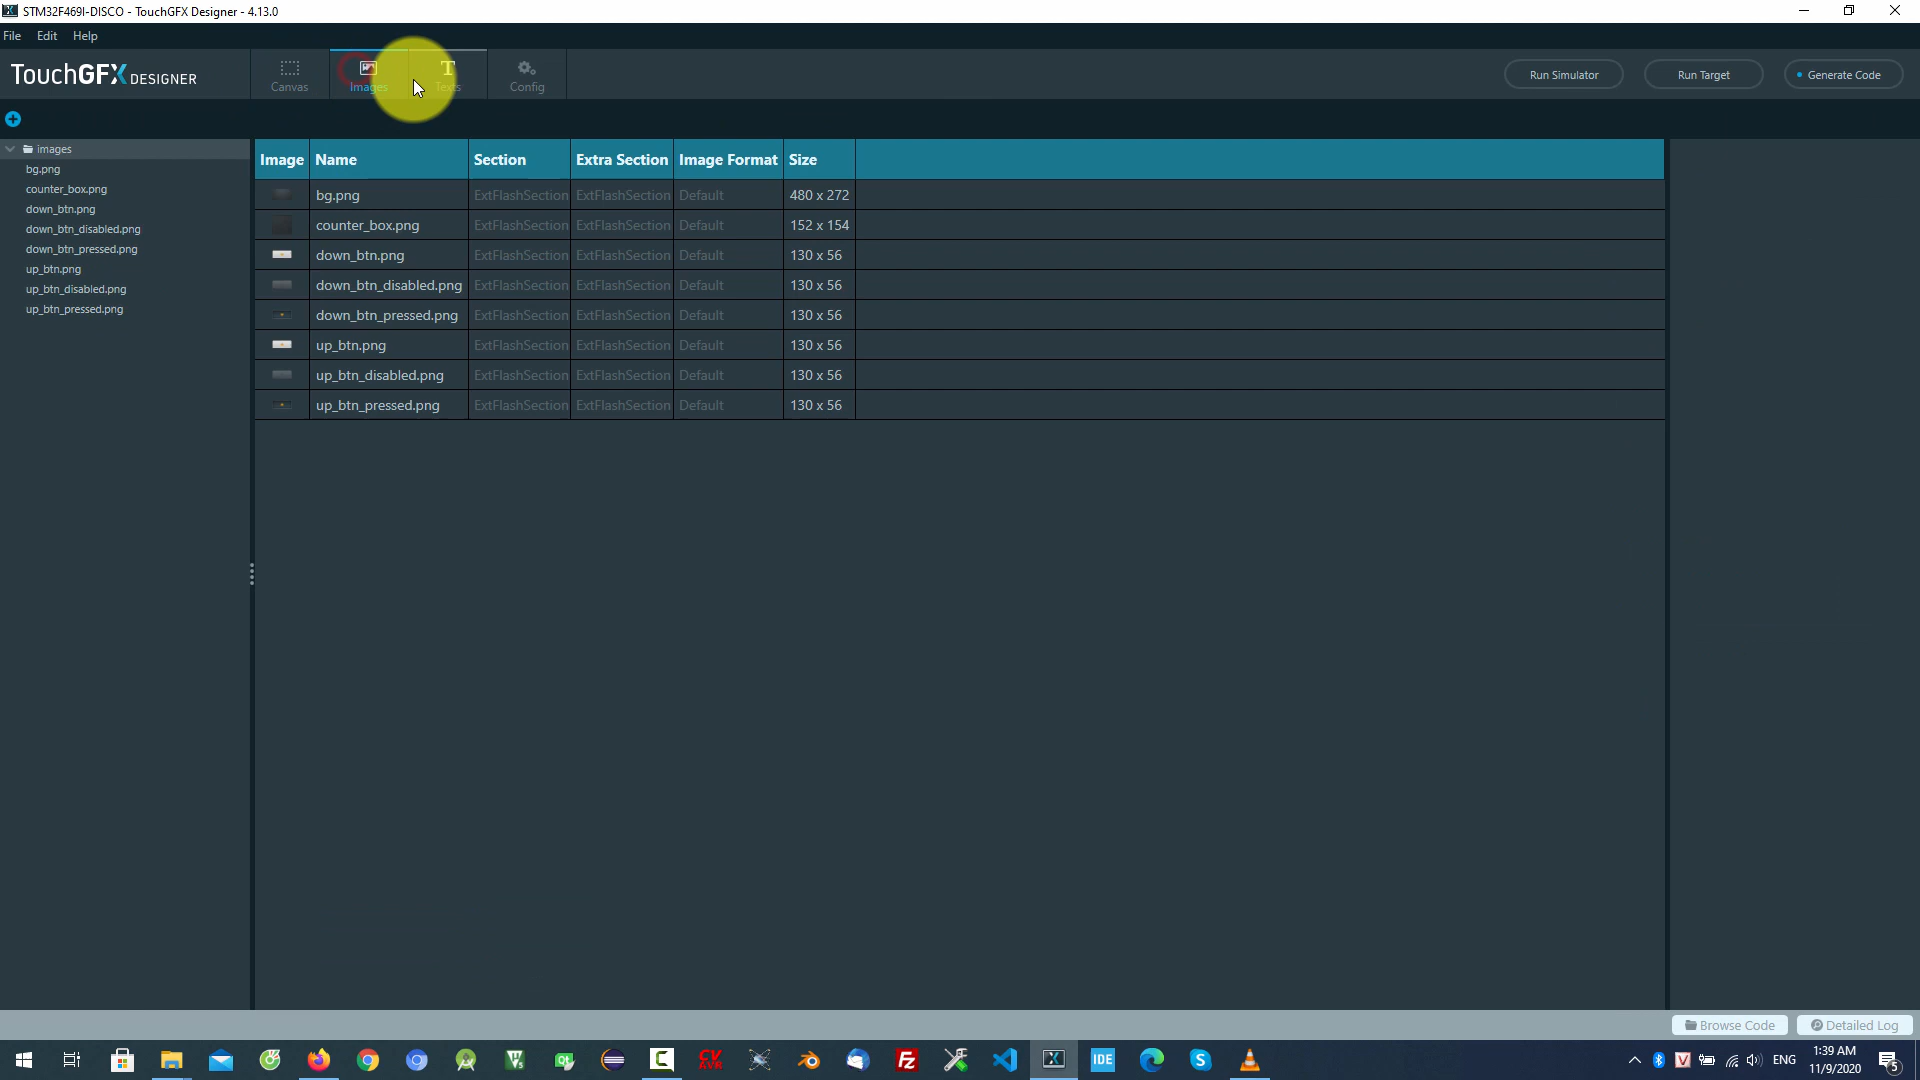 STM32F469I-DISCO - TouchGFX Designer - 4.13.0
File Edit Help
TouchGFX DESIGNER
Canvas
Images
Texts
Config
Run Simulator
Run Target
Generate Code
images
bg.png
counter_box.png
down_btn.png
down_btn_disabled.png
down_btn_pressed.png
up_btn.png
up_btn_disabled.png
up_btn_pressed.png
Image Name Section Extra Section Image Format Size
bg.png ExtFlashSection ExtFlashSection Default 480 x 272
counter_box.png ExtFlashSection ExtFlashSection Default 152 x 154
down_btn.png ExtFlashSection ExtFlashSection Default 130 x 56
down_btn_disabled.png ExtFlashSection ExtFlashSection Default 130 x 56
down_btn_pressed.png ExtFlashSection ExtFlashSection Default 130 x 56
up_btn.png ExtFlashSection ExtFlashSection Default 130 x 56
up_btn_disabled.png ExtFlashSection ExtFlashSection Default 130 x 56
up_btn_pressed.png ExtFlashSection ExtFlashSection Default 130 x 56
Browse Code
Detailed Log
CV
AVR
IDE
ENG
1:39 AM
11/9/2020
5